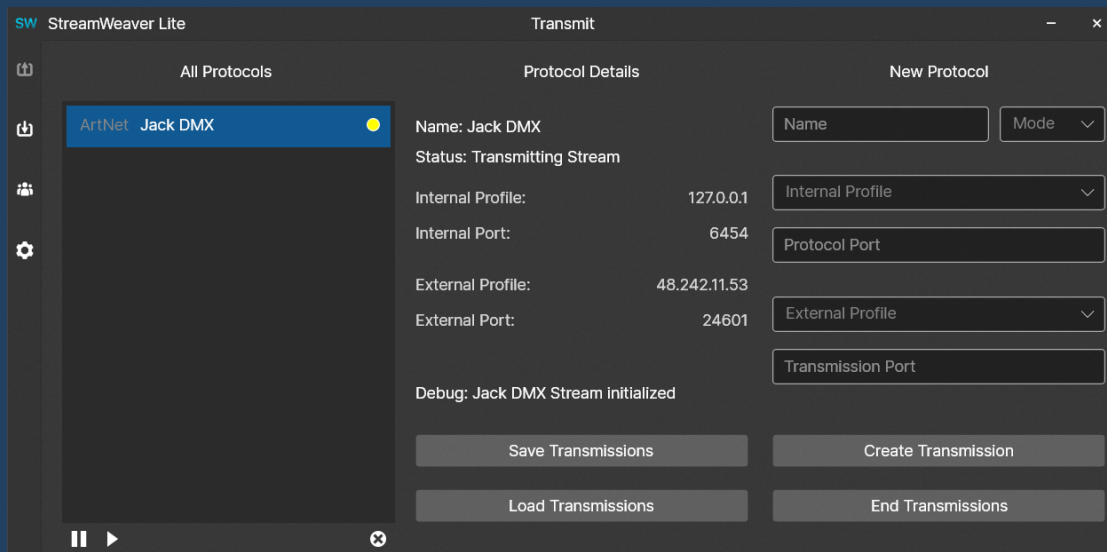 SW StreamWeaver Lite
Transmit
All Protocols
ArtNet Jack DMX
Protocol Details
Name: Jack DMX
Status: Transmitting Stream
Internal Profile: 127.0.0.1
Internal Port: 6454
External Profile: 48.242.11.53
External Port: 24601
Debug: Jack DMX Stream initialized
Save Transmissions
Load Transmissions
New Protocol
Name
Mode
Internal Profile
Protocol Port
External Profile
Transmission Port
Create Transmission
End Transmissions